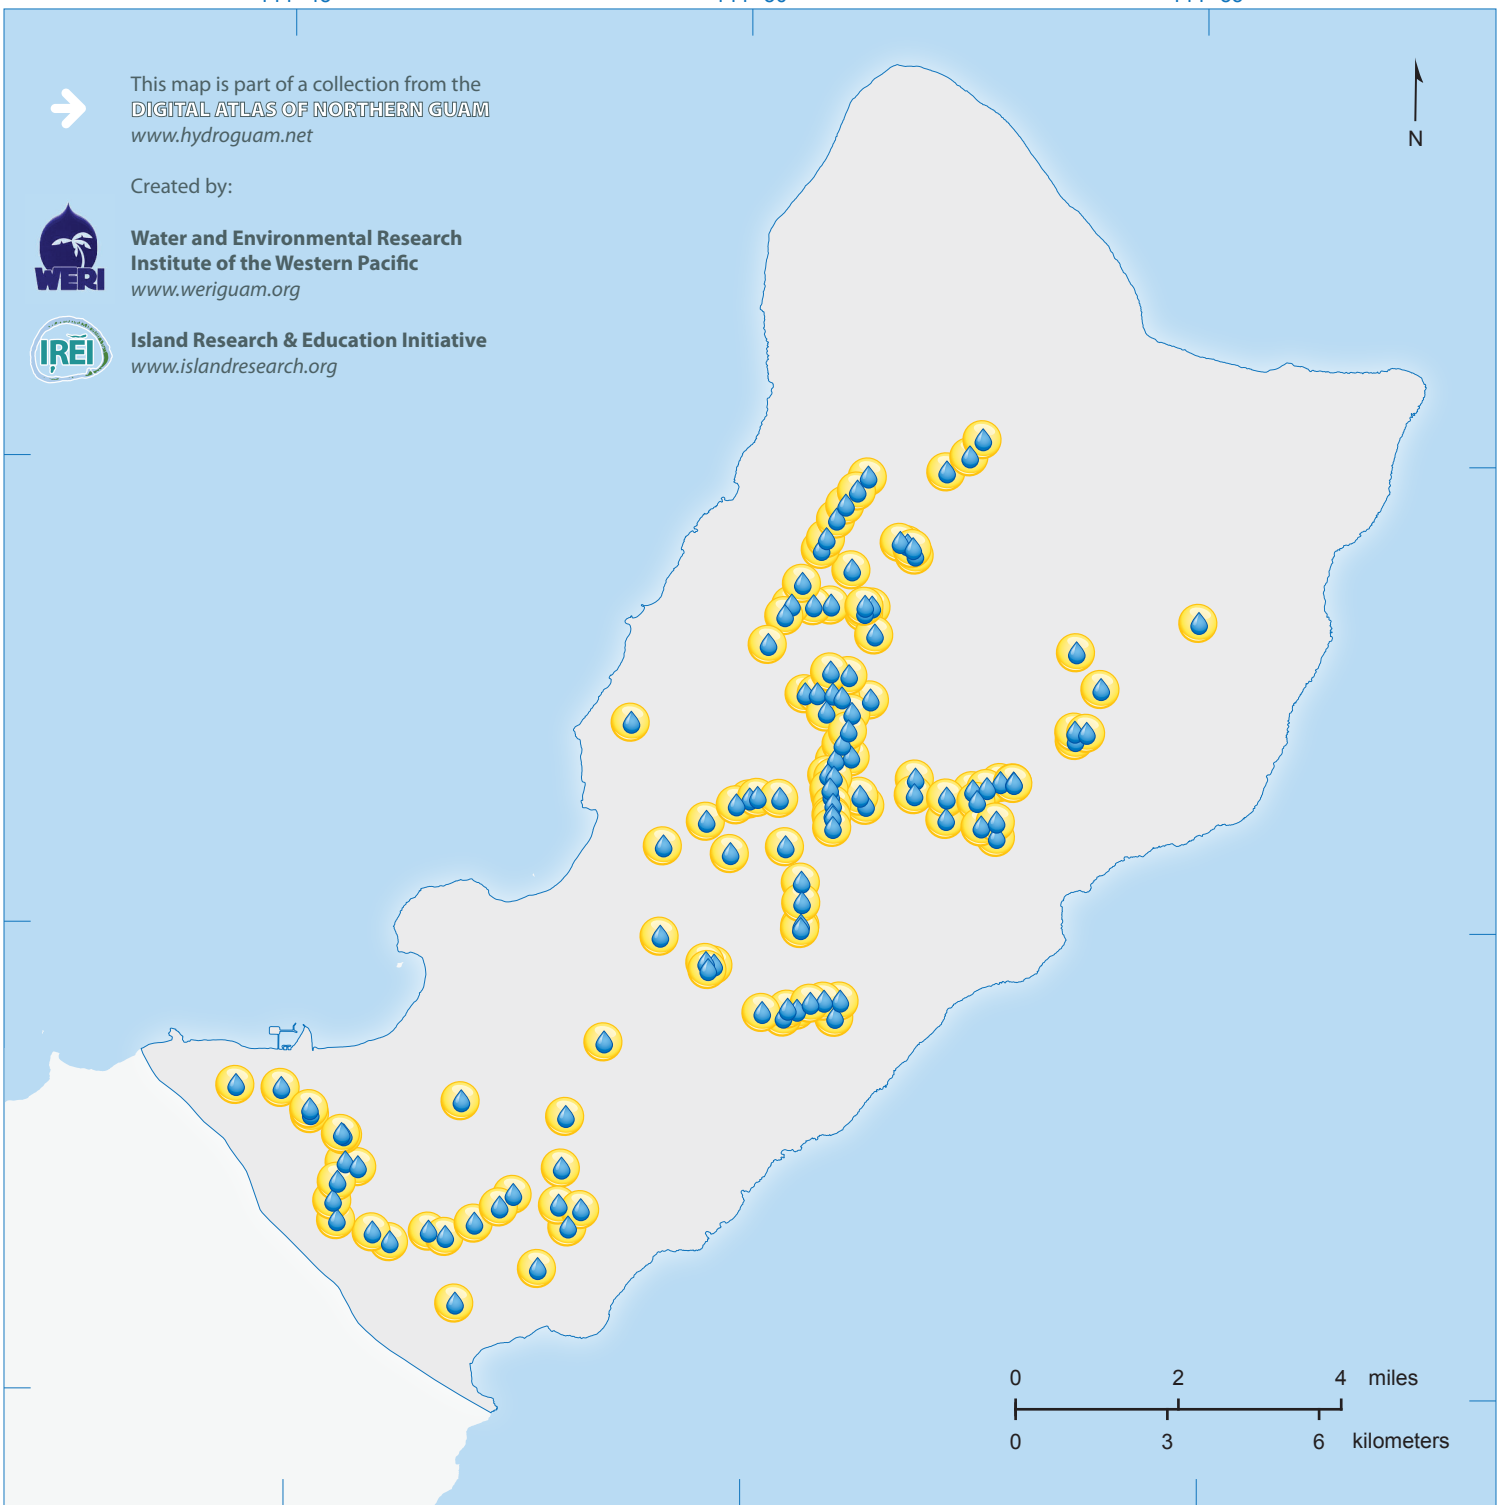 This map is part of a collection from the
DIGITAL ATLAS OF NORTHERN GUAM
www.hydroguam.net
Created by:
WERI
Water and Environmental Research
Institute of the Western Pacific
www.weriguam.org
IREI
Island Research & Education Initiative
www.islandresearch.org
N
0 2 4 miles
0 3 6 kilometers